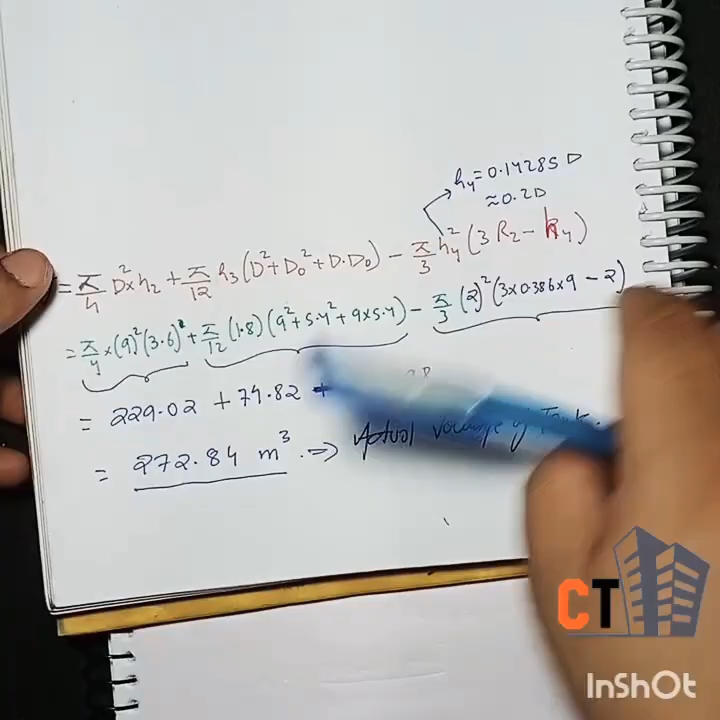 h₄ = 0.14285 D
≈ 0.2D
= π/4 D² × h₂ + π/12 h₃ (D² + D₀² + D·D₀) − π/3 h₄² (3 R₂ − h₄)
= π/4 × (9)² (3.6) + π/12 (1.8) (9² + 5.4² + 9×5.4) − π/3 (2)² (3×0.386×9 − 2)
= 229.02 + 74.82
= 272.84 m³ ⇒ Actual Volume of Tank.
CT
InShOt